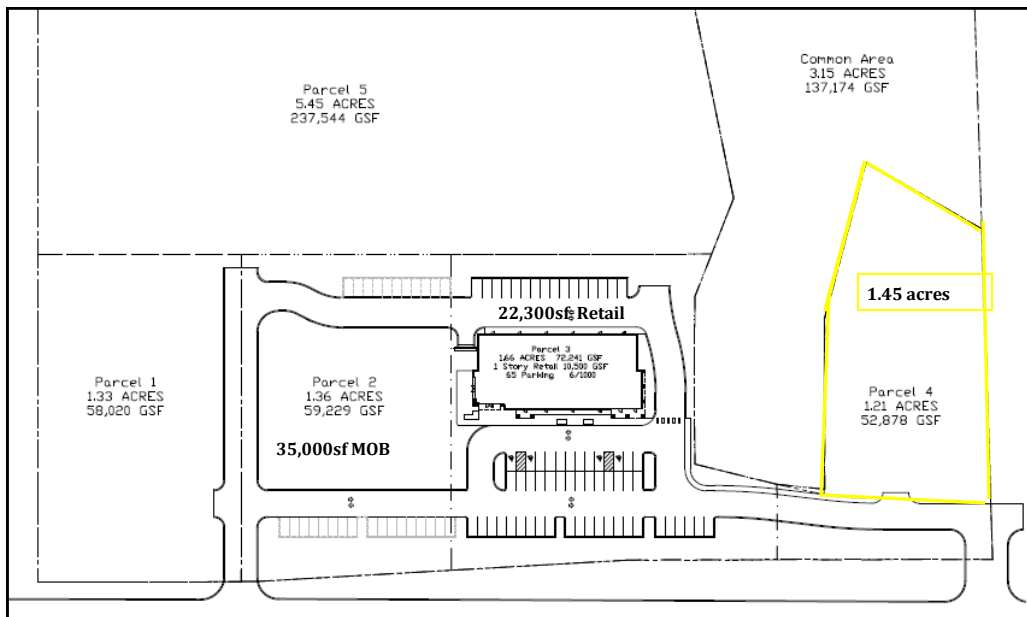 Parcel 5
5.45 ACRES
237,544 GSF
Common Area
3.15 ACRES
137,174 GSF
1.45 acres
22,300sf Retail
Parcel 3
1.66 ACRES 72,241 GSF
1 Story Retail 10,500 GSF
65 Parking 6/1000
Parcel 1
1.33 ACRES
58,020 GSF
Parcel 2
1.36 ACRES
59,229 GSF
35,000sf MOB
Parcel 4
1.21 ACRES
52,878 GSF